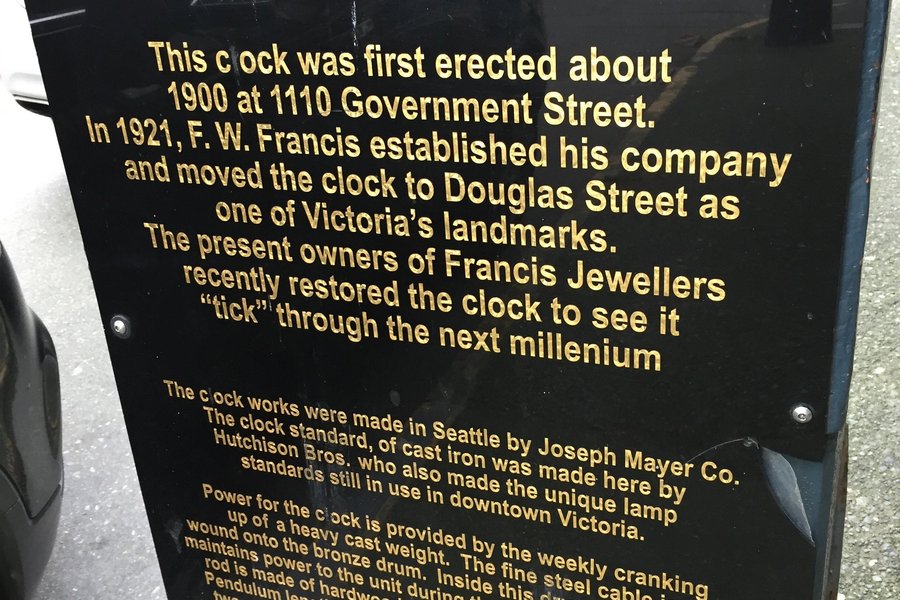 This clock was first erected about
1900 at 1110 Government Street.
In 1921, F. W. Francis established his company
and moved the clock to Douglas Street as
one of Victoria's landmarks.
The present owners of Francis Jewellers
recently restored the clock to see it
“tick” through the next millenium
The clock works were made in Seattle by Joseph Mayer Co.
The clock standard, of cast iron was made here by
Hutchison Bros. who also made the unique lamp
standards still in use in downtown Victoria.
Power for the clock is provided by the weekly cranking
up of a heavy cast weight. The fine steel cable is
wound onto the bronze drum. Inside this
maintains power to the unit during the
rod is made of hardwood
Pendulum